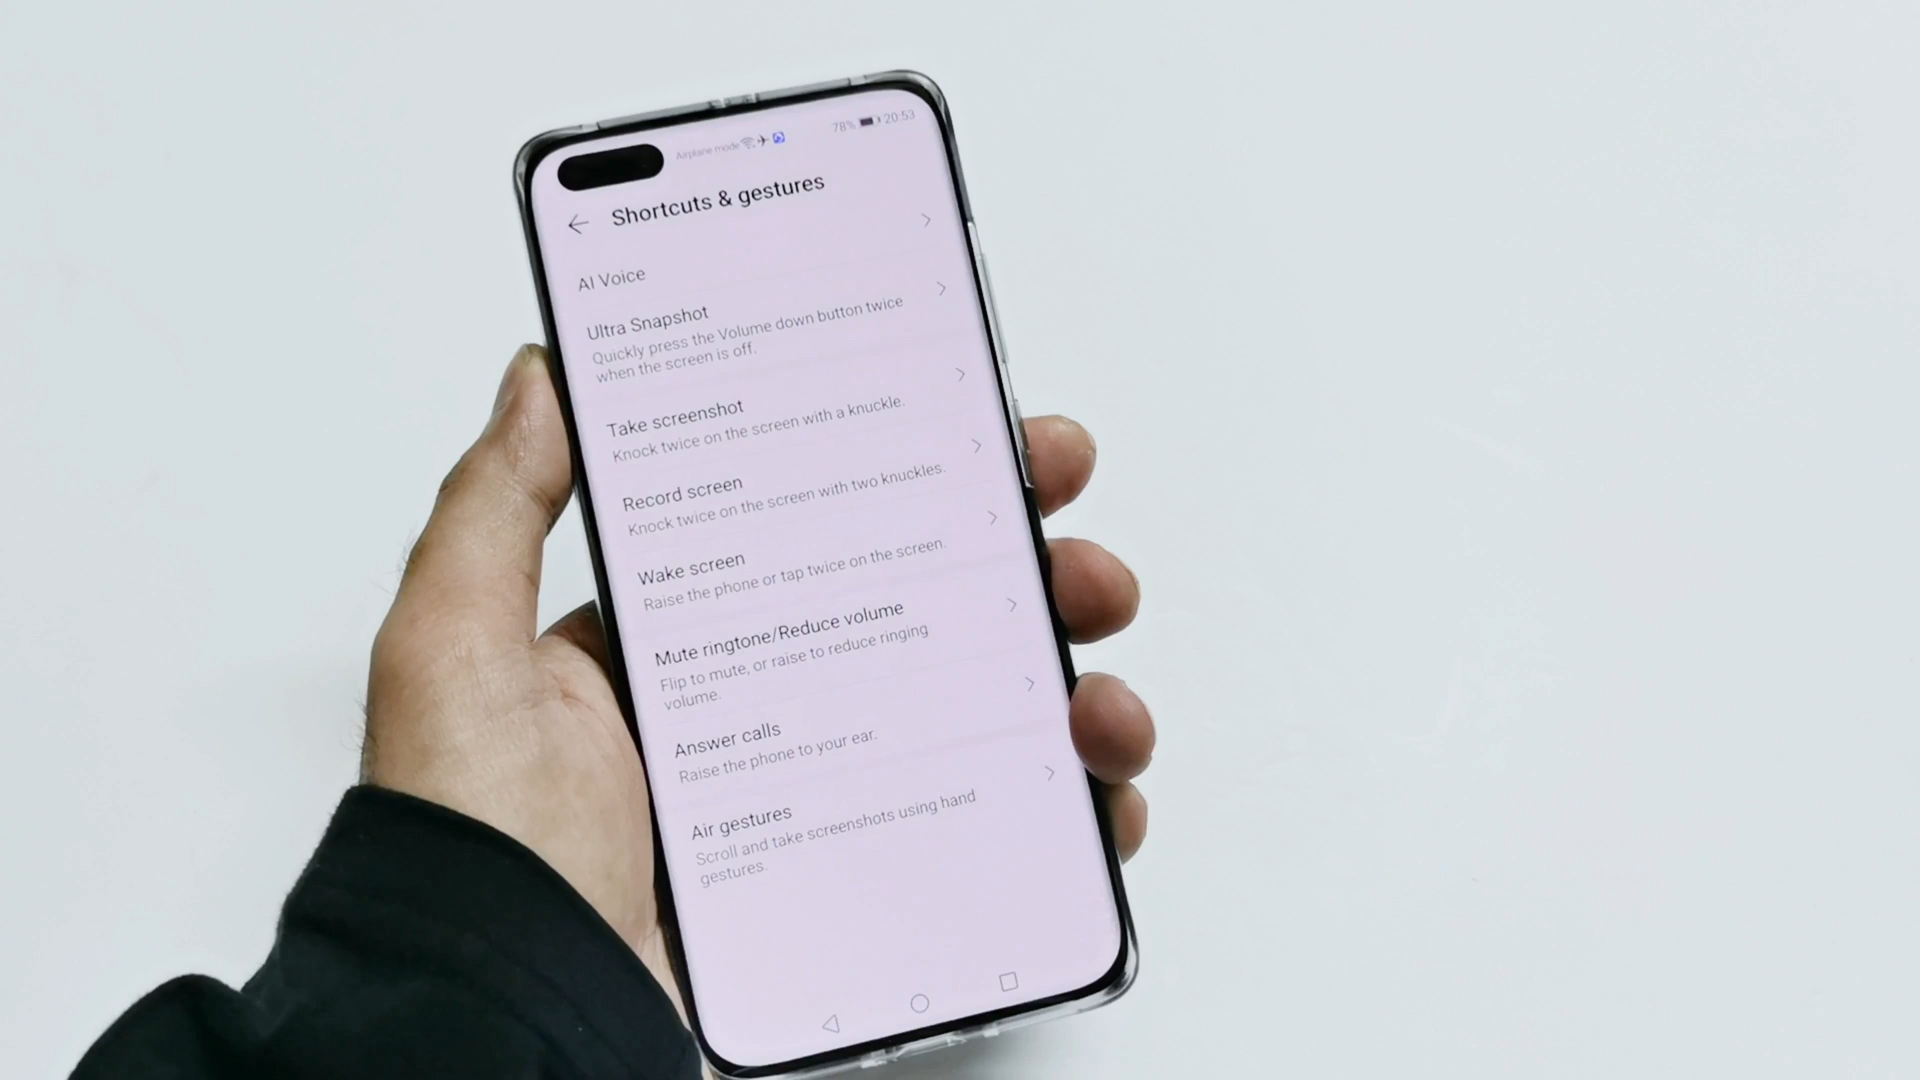 Airplane mode 78% 20:53
Shortcuts & gestures
AI Voice
Ultra Snapshot
Quickly press the Volume down button twice
when the screen is off.
Take screenshot
Knock twice on the screen with a knuckle.
Record screen
Knock twice on the screen with two knuckles.
Wake screen
Raise the phone or tap twice on the screen.
Mute ringtone/Reduce volume
Flip to mute, or raise to reduce ringing
volume.
Answer calls
Raise the phone to your ear.
Air gestures
Scroll and take screenshots using hand
gestures.